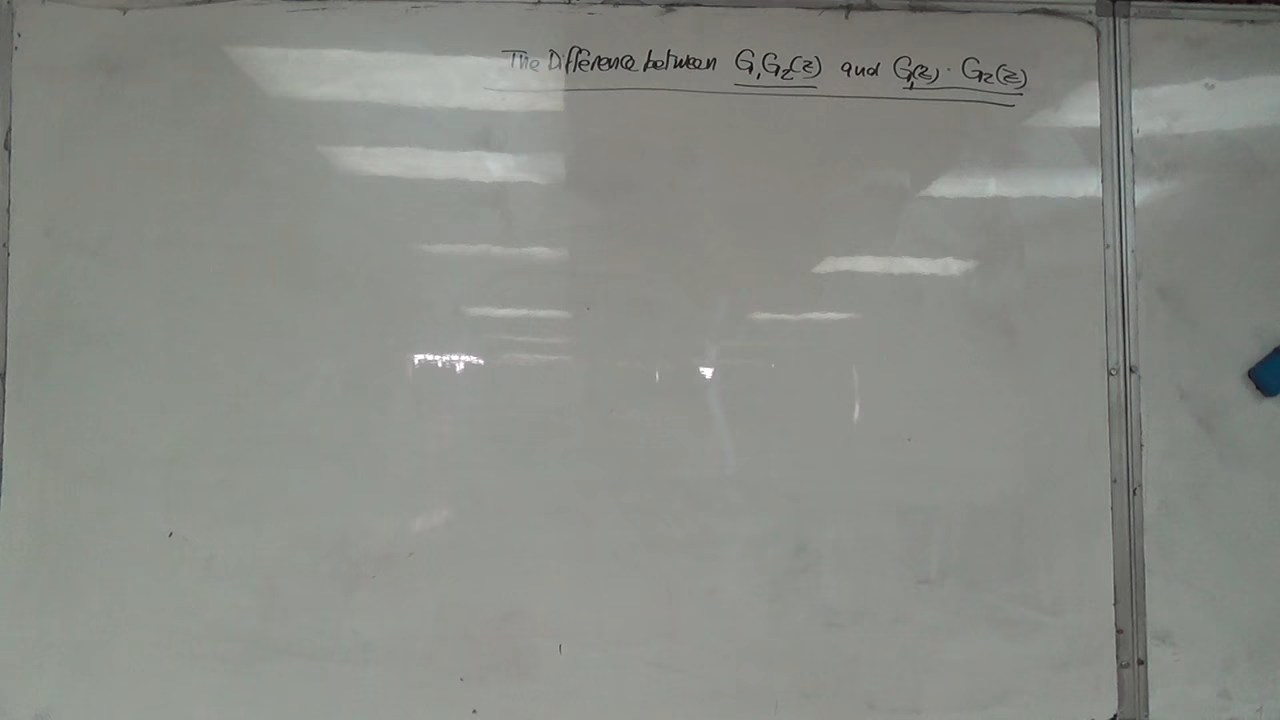 The Difference between G₁G₂(z) and G₁(z) · G₂(z)